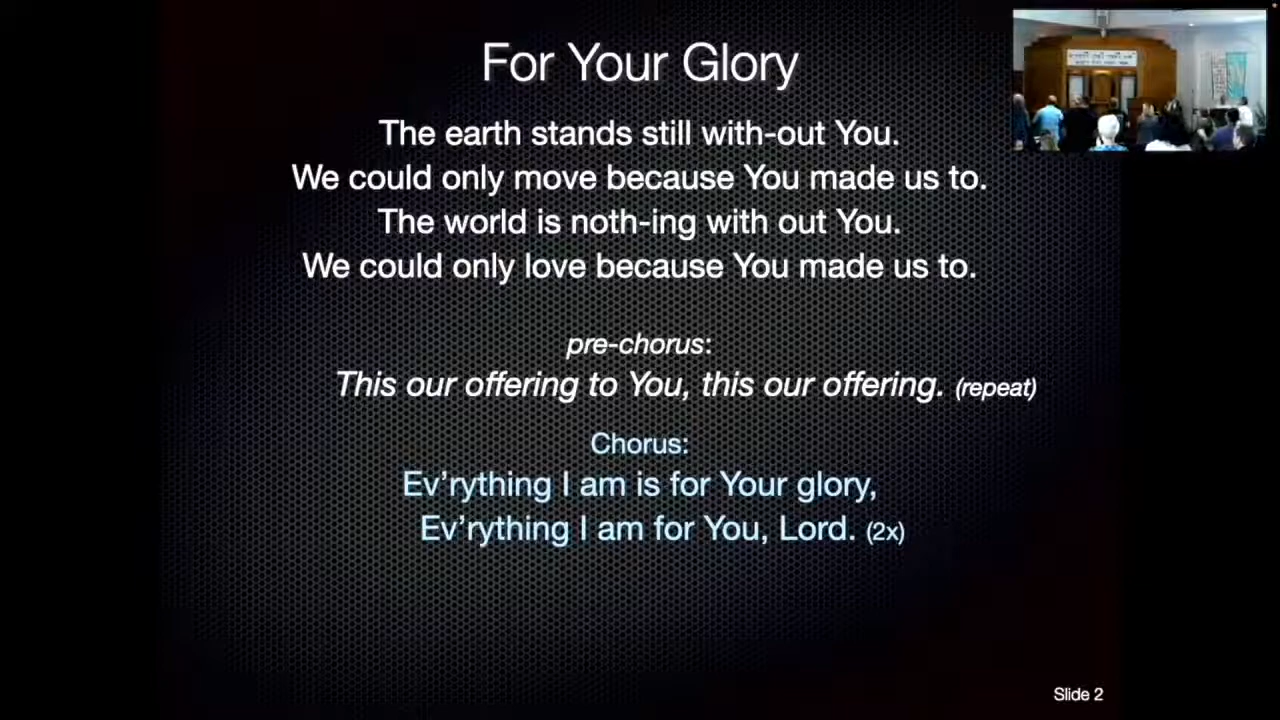 For Your Glory
The earth stands still with-out You.
We could only move because You made us to.
The world is noth-ing with out You.
We could only love because You made us to.
pre-chorus:
This our offering to You, this our offering. (repeat)
Chorus:
Ev’rything I am is for Your glory,
Ev’rything I am for You, Lord. (2x)
Slide 2